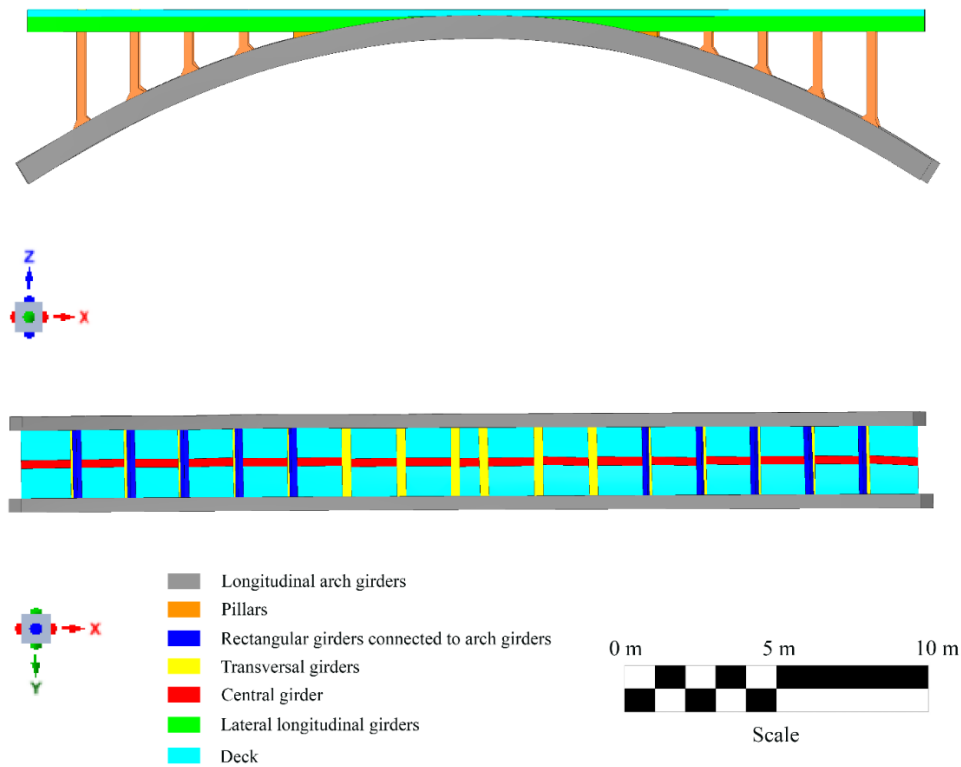 Z
X
X
Y
Longitudinal arch girders
Pillars
Rectangular girders connected to arch girders
Transversal girders
Central girder
Lateral longitudinal girders
Deck
0 m 5 m 10 m
Scale